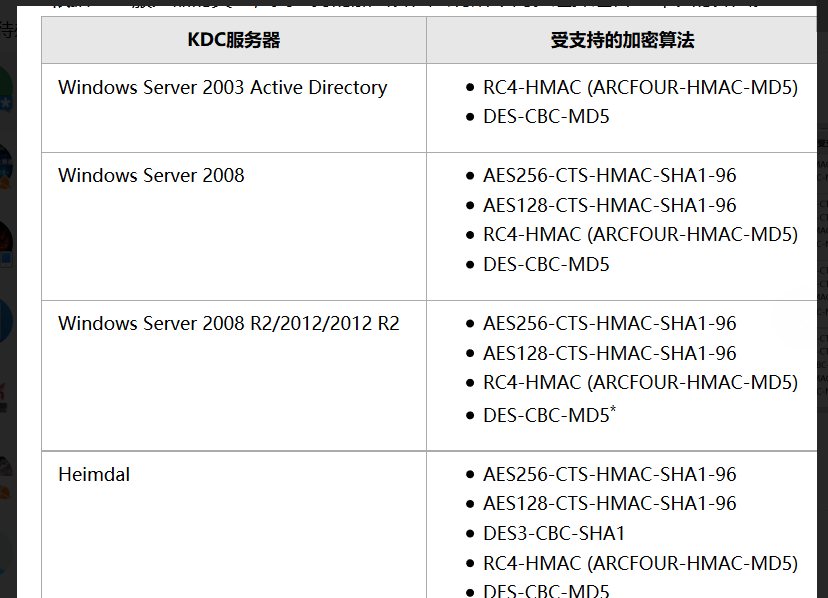 KDC服务器
受支持的加密算法
Windows Server 2003 Active Directory
• RC4-HMAC (ARCFOUR-HMAC-MD5)
• DES-CBC-MD5
Windows Server 2008
• AES256-CTS-HMAC-SHA1-96
• AES128-CTS-HMAC-SHA1-96
• RC4-HMAC (ARCFOUR-HMAC-MD5)
• DES-CBC-MD5
Windows Server 2008 R2/2012/2012 R2
• AES256-CTS-HMAC-SHA1-96
• AES128-CTS-HMAC-SHA1-96
• RC4-HMAC (ARCFOUR-HMAC-MD5)
• DES-CBC-MD5*
Heimdal
• AES256-CTS-HMAC-SHA1-96
• AES128-CTS-HMAC-SHA1-96
• DES3-CBC-SHA1
• RC4-HMAC (ARCFOUR-HMAC-MD5)
• DES-CBC-MD5